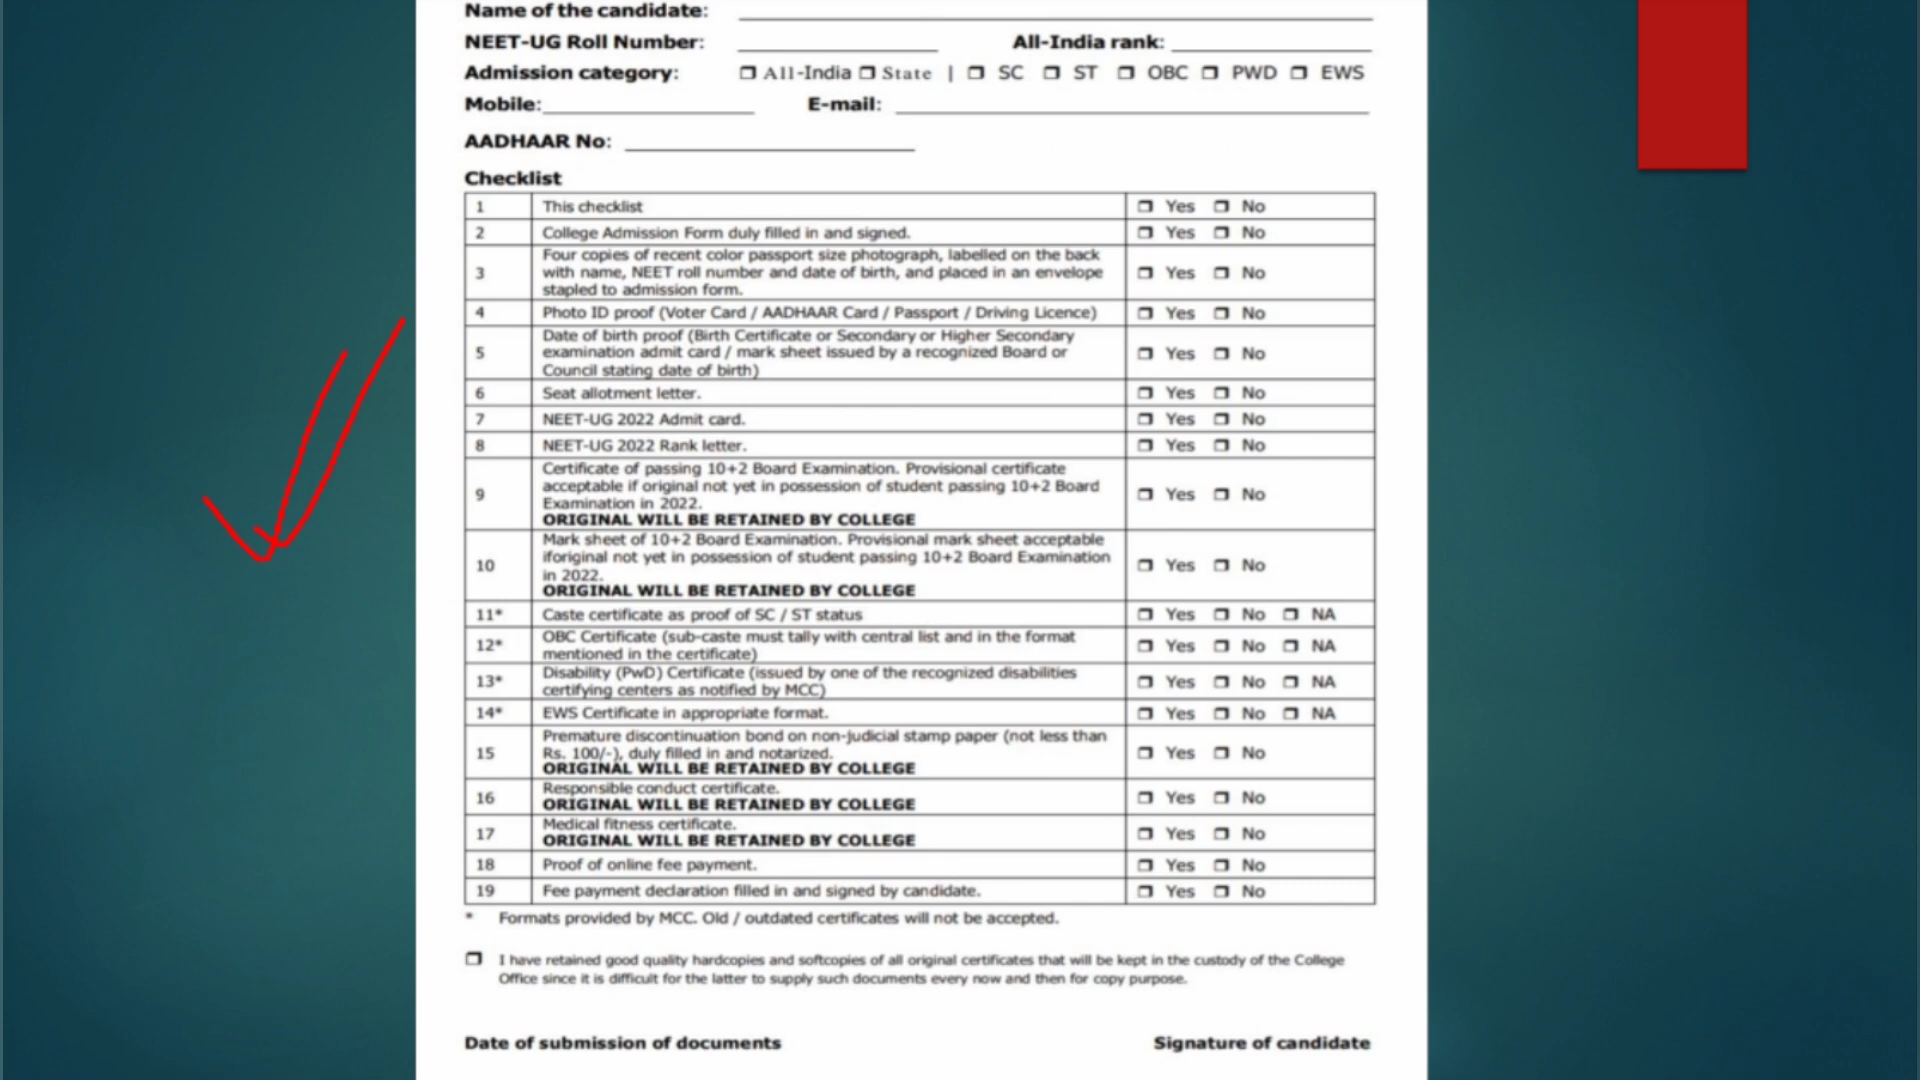 Name of the candidate:
NEET-UG Roll Number: All-India rank:
Admission category: ❒ All-India ❒ State | ❒ SC ❒ ST ❒ OBC ❒ PWD ❒ EWS
Mobile: E-mail:
AADHAAR No:
Checklist
1 This checklist ❒ Yes ❒ No
2 College Admission Form duly filled in and signed. ❒ Yes ❒ No
3 Four copies of recent color passport size photograph, labelled on the back
with name, NEET roll number and date of birth, and placed in an envelope ❒ Yes ❒ No
stapled to admission form.
4 Photo ID proof (Voter Card / AADHAAR Card / Passport / Driving Licence) ❒ Yes ❒ No
5 Date of birth proof (Birth Certificate or Secondary or Higher Secondary
examination admit card / mark sheet issued by a recognized Board or ❒ Yes ❒ No
Council stating date of birth)
6 Seat allotment letter. ❒ Yes ❒ No
7 NEET-UG 2022 Admit card. ❒ Yes ❒ No
8 NEET-UG 2022 Rank letter. ❒ Yes ❒ No
9 Certificate of passing 10+2 Board Examination. Provisional certificate
acceptable if original not yet in possession of student passing 10+2 Board ❒ Yes ❒ No
Examination in 2022.
ORIGINAL WILL BE RETAINED BY COLLEGE
10 Mark sheet of 10+2 Board Examination. Provisional mark sheet acceptable
iforiginal not yet in possession of student passing 10+2 Board Examination ❒ Yes ❒ No
in 2022.
ORIGINAL WILL BE RETAINED BY COLLEGE
11* Caste certificate as proof of SC / ST status ❒ Yes ❒ No ❒ NA
12* OBC Certificate (sub-caste must tally with central list and in the format ❒ Yes ❒ No ❒ NA
mentioned in the certificate)
13* Disability (PwD) Certificate (issued by one of the recognized disabilities ❒ Yes ❒ No ❒ NA
certifying centers as notified by MCC)
14* EWS Certificate in appropriate format. ❒ Yes ❒ No ❒ NA
15 Premature discontinuation bond on non-judicial stamp paper (not less than
Rs. 100/-), duly filled in and notarized. ❒ Yes ❒ No
ORIGINAL WILL BE RETAINED BY COLLEGE
16 Responsible conduct certificate. ❒ Yes ❒ No
ORIGINAL WILL BE RETAINED BY COLLEGE
17 Medical fitness certificate. ❒ Yes ❒ No
ORIGINAL WILL BE RETAINED BY COLLEGE
18 Proof of online fee payment. ❒ Yes ❒ No
19 Fee payment declaration filled in and signed by candidate. ❒ Yes ❒ No
* Formats provided by MCC. Old / outdated certificates will not be accepted.
❒ I have retained good quality hardcopies and softcopies of all original certificates that will be kept in the custody of the College
Office since it is difficult for the latter to supply such documents every now and then for copy purpose.
Date of submission of documents Signature of candidate